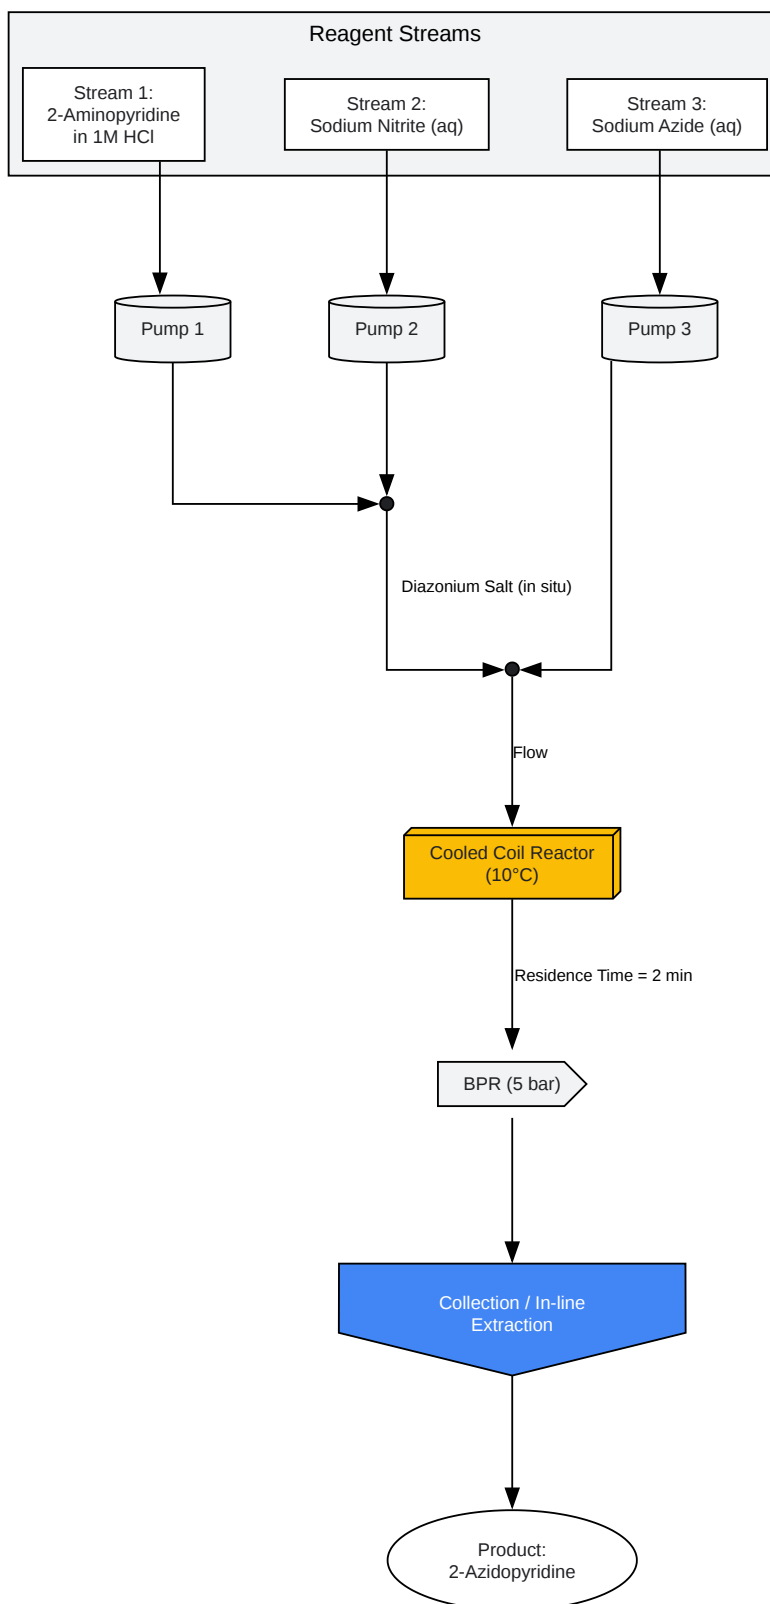 Reagent Streams
Stream 1:
2-Aminopyridine
in 1M HCl
Stream 2:
Sodium Nitrite (aq)
Stream 3:
Sodium Azide (aq)
Pump 1
Pump 2
Pump 3
Diazonium Salt (in situ)
Flow
Cooled Coil Reactor
(10°C)
Residence Time = 2 min
BPR (5 bar)
Collection / In-line
Extraction
Product:
2-Azidopyridine